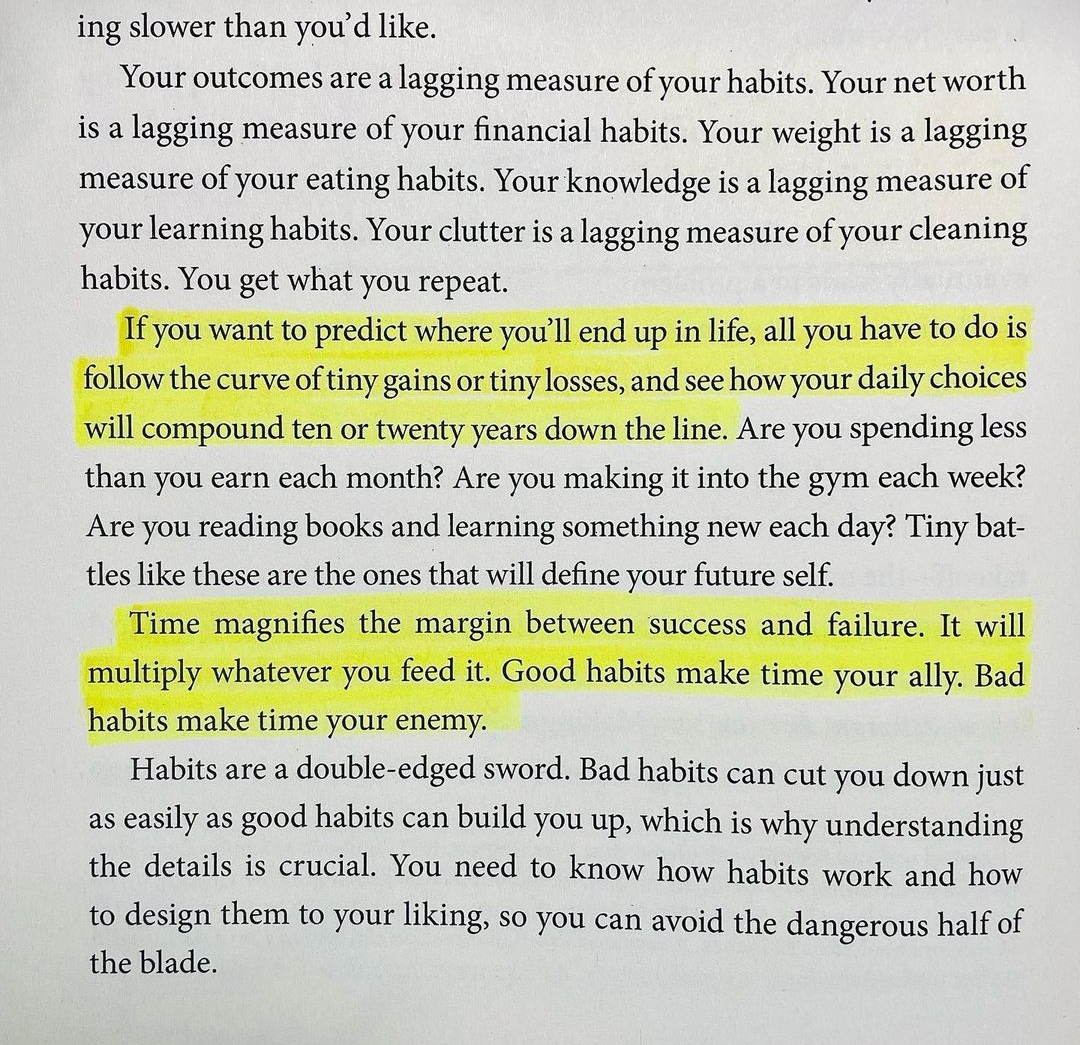 ing slower than you’d like.
Your outcomes are a lagging measure of your habits. Your net worth
is a lagging measure of your financial habits. Your weight is a lagging
measure of your eating habits. Your knowledge is a lagging measure of
your learning habits. Your clutter is a lagging measure of your cleaning
habits. You get what you repeat.
If you want to predict where you’ll end up in life, all you have to do is
follow the curve of tiny gains or tiny losses, and see how your daily choices
will compound ten or twenty years down the line. Are you spending less
than you earn each month? Are you making it into the gym each week?
Are you reading books and learning something new each day? Tiny bat-
tles like these are the ones that will define your future self.
Time magnifies the margin between success and failure. It will
multiply whatever you feed it. Good habits make time your ally. Bad
habits make time your enemy.
Habits are a double-edged sword. Bad habits can cut you down just
as easily as good habits can build you up, which is why understanding
the details is crucial. You need to know how habits work and how
to design them to your liking, so you can avoid the dangerous half of
the blade.